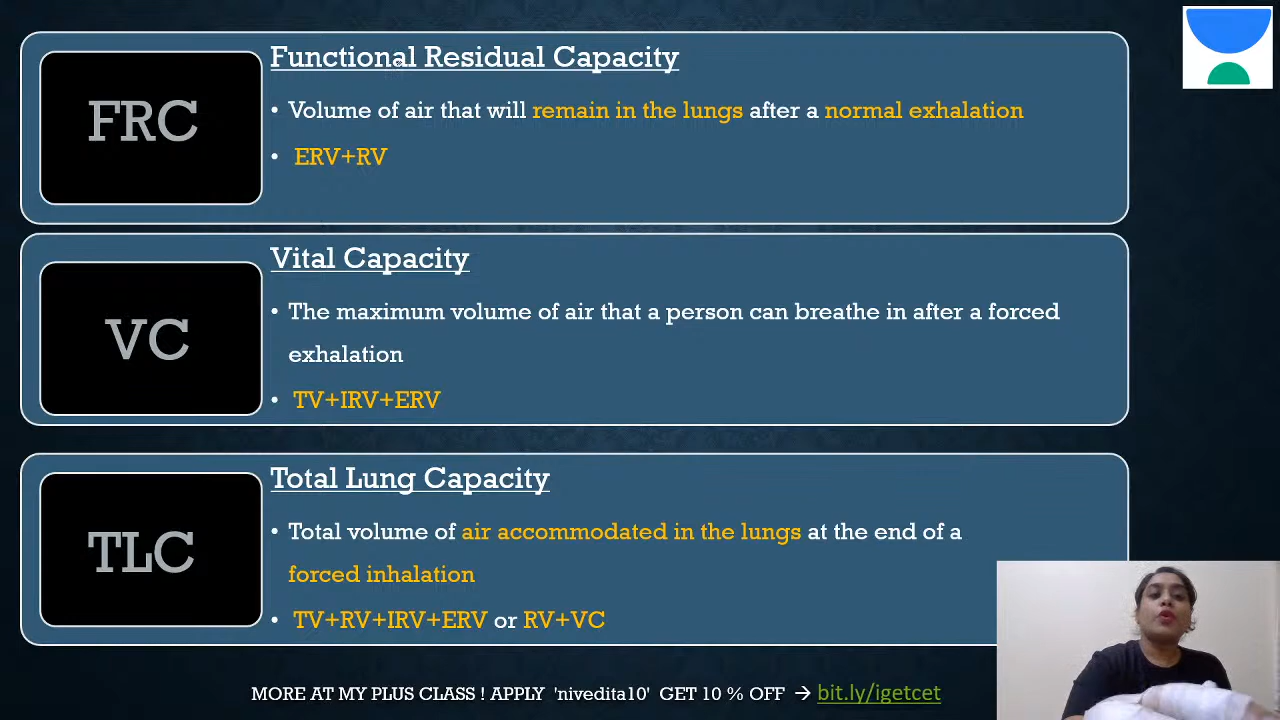 Functional Residual Capacity
FRC
• Volume of air that will remain in the lungs after a normal exhalation
• ERV+RV
Vital Capacity
VC
• The maximum volume of air that a person can breathe in after a forced
exhalation
• TV+IRV+ERV
Total Lung Capacity
TLC
• Total volume of air accommodated in the lungs at the end of a
forced inhalation
• TV+RV+IRV+ERV or RV+VC
MORE AT MY PLUS CLASS ! APPLY 'nivedita10' GET 10 % OFF → bit.ly/igetcet